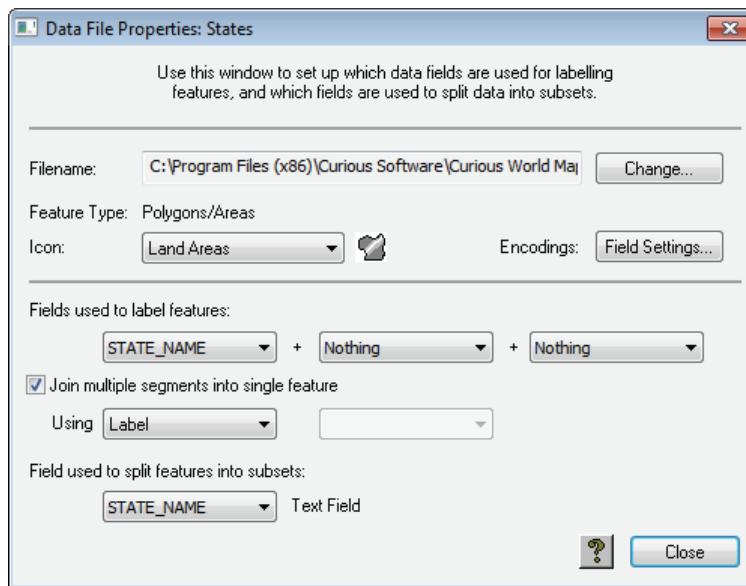 Data File Properties: States
Use this window to set up which data fields are used for labelling
features, and which fields are used to split data into subsets.
Filename: C:\Program Files (x86)\Curious Software\Curious World Ma Change...
Feature Type: Polygons/Areas
Icon: Land Areas Encodings: Field Settings...
Fields used to label features:
STATE_NAME + Nothing + Nothing
Join multiple segments into single feature
Using Label
Field used to split features into subsets:
STATE_NAME Text Field
? Close